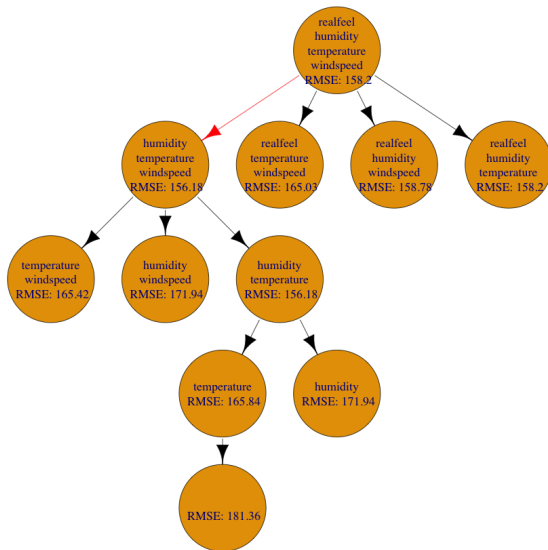 realfeel
humidity
temperature
windspeed
RMSE: 158.2
humidity
temperature
windspeed
RMSE: 156.18
realfeel
temperature
windspeed
RMSE: 165.03
realfeel
humidity
windspeed
RMSE: 158.78
realfeel
humidity
temperature
RMSE: 158.2
temperature
windspeed
RMSE: 165.42
humidity
windspeed
RMSE: 171.94
humidity
temperature
RMSE: 156.18
temperature
RMSE: 165.84
humidity
RMSE: 171.94
RMSE: 181.36